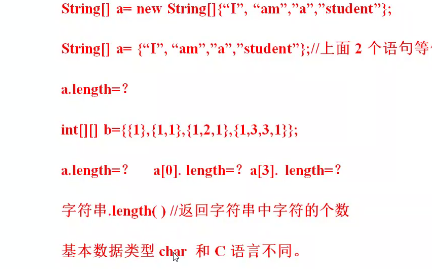 String[] a= new String[]{“I”, “am”,”a”,”student”};
String[] a= {“I”, “am”,”a”,”student”};//上面 2 个语句等
a.length=?
int[][] b={{1},{1,1},{1,2,1},{1,3,3,1}};
a.length=? a[0]. length=? a[3]. length=?
字符串.length( ) //返回字符串中字符的个数
基本数据类型 char 和 C 语言不同。